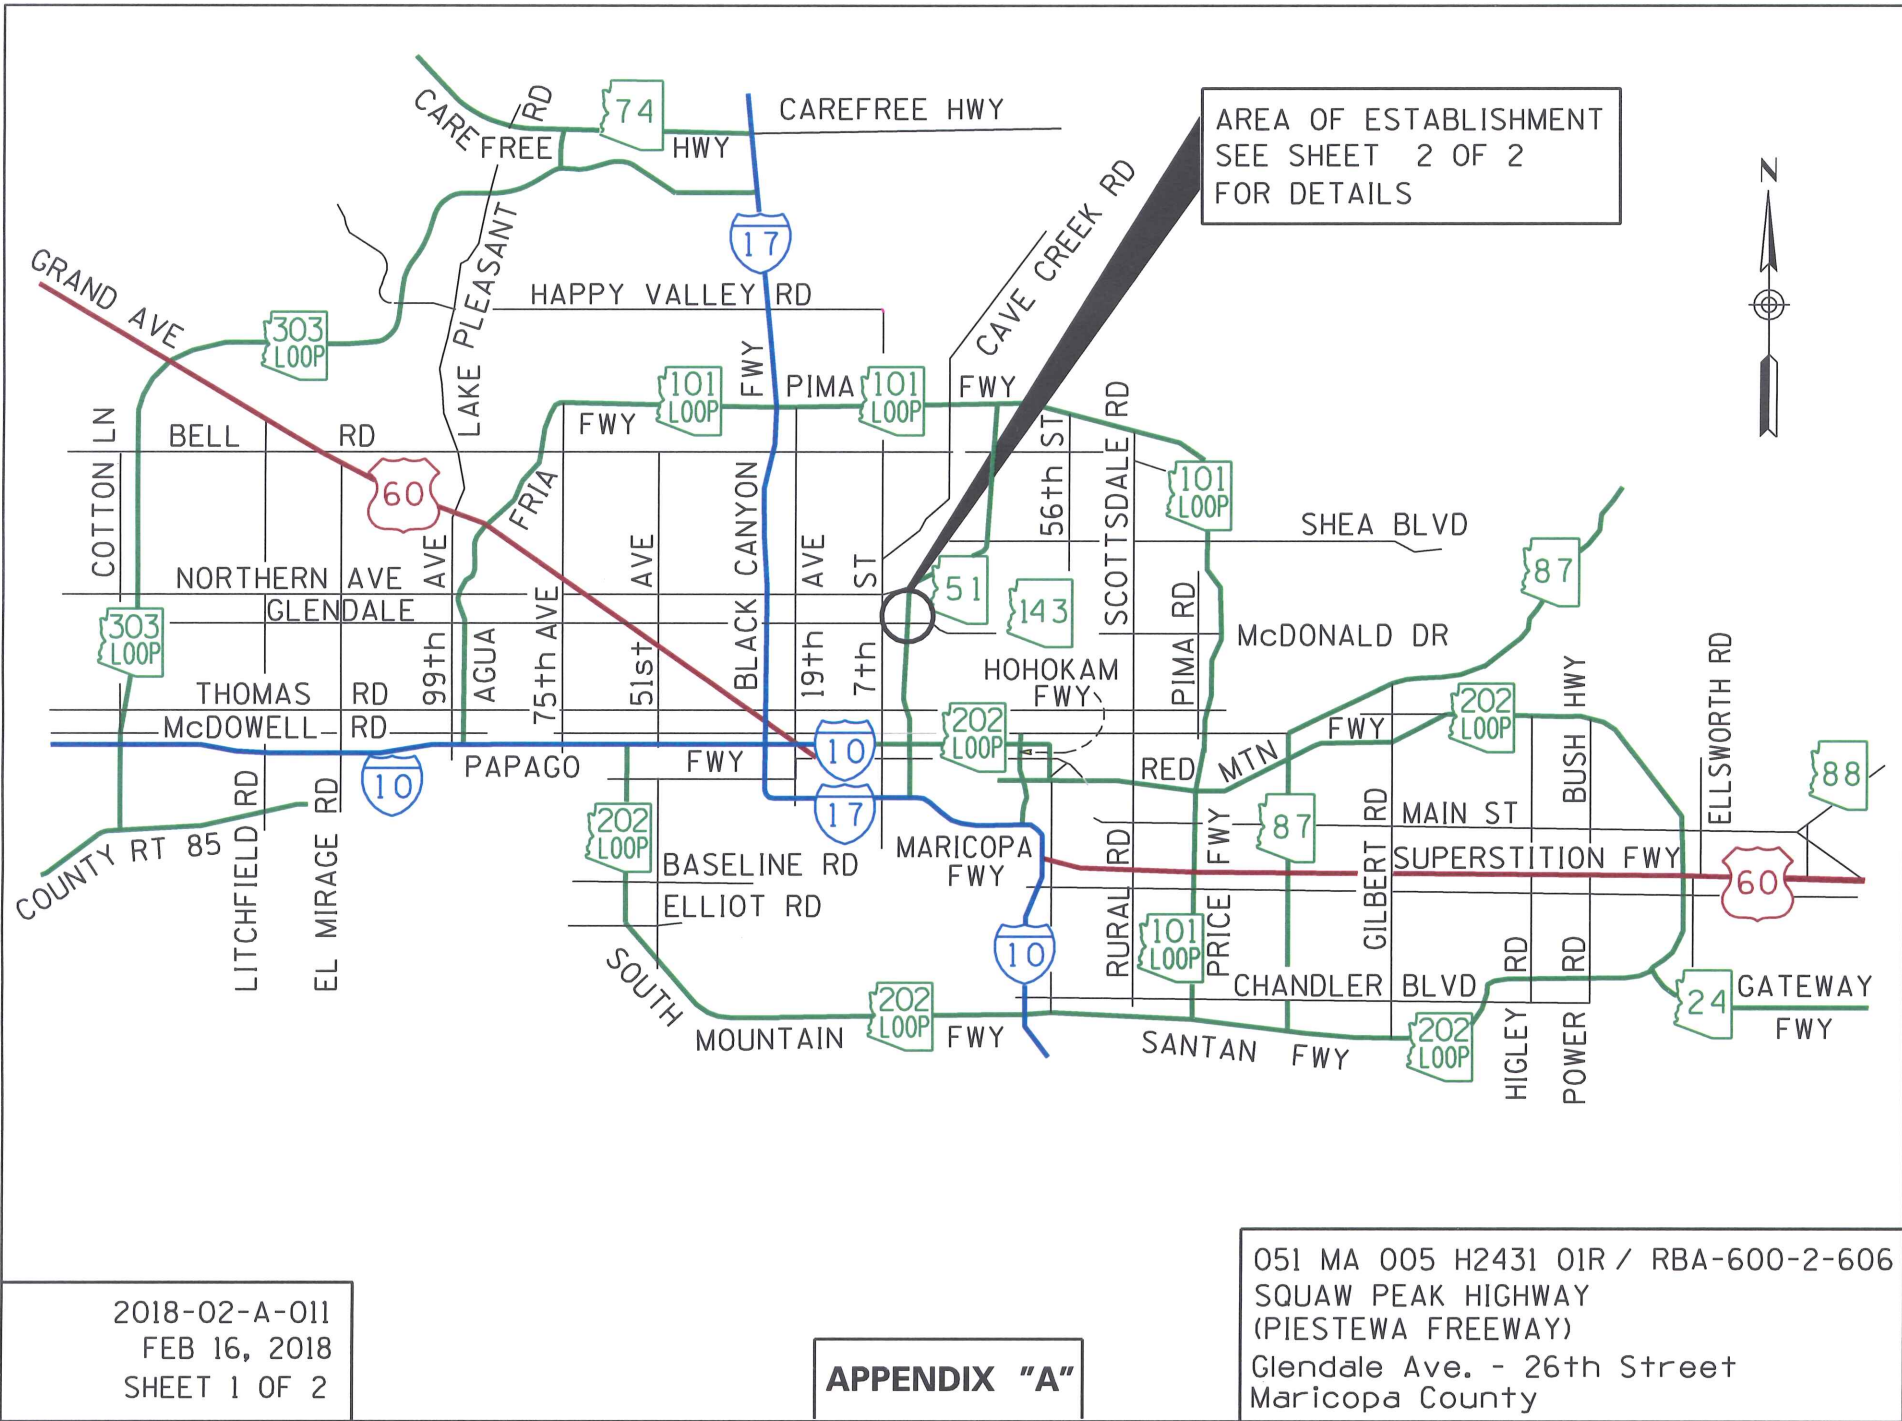 CAREFREE HWY
RD
74
CAREFREE HWY
AREA OF ESTABLISHMENT
SEE SHEET 2 OF 2
FOR DETAILS
N
17
CAVE CREEK RD
GRAND AVE
LAKE PLEASANT
HAPPY VALLEY RD
303
LOOP
101
LOOP
FWY
PIMA
101
LOOP
FWY
FWY
BELL RD
COTTON LN
60
AGUA FRIA
BLACK CANYON
56th ST
SCOTTSDALE RD
101
LOOP
SHEA BLVD
87
NORTHERN AVE
GLENDALE
99th AVE
75th AVE
51st AVE
19th AVE
7th ST
51
143
PIMA RD
McDONALD DR
303
LOOP
HOHOKAM
FWY
THOMAS RD
McDOWELL RD
202
LOOP
10
202
LOOP
FWY
BUSH HWY
ELLSWORTH RD
PAPAGO FWY
10
RED MTN
88
LITCHFIELD RD
EL MIRAGE RD
17
202
LOOP
87
MAIN ST
COUNTY RT 85
BASELINE RD
MARICOPA
FWY
SUPERSTITION FWY
60
ELLIOT RD
RURAL RD
PRICE FWY
GILBERT RD
101
LOOP
10
SOUTH
MOUNTAIN
202
LOOP
FWY
CHANDLER BLVD
HIGLEY RD
POWER RD
24
GATEWAY
FWY
SANTAN FWY
202
LOOP
2018-02-A-011
FEB 16, 2018
SHEET 1 OF 2
APPENDIX "A"
051 MA 005 H2431 01R / RBA-600-2-606
SQUAW PEAK HIGHWAY
(PIESTEWA FREEWAY)
Glendale Ave. - 26th Street
Maricopa County